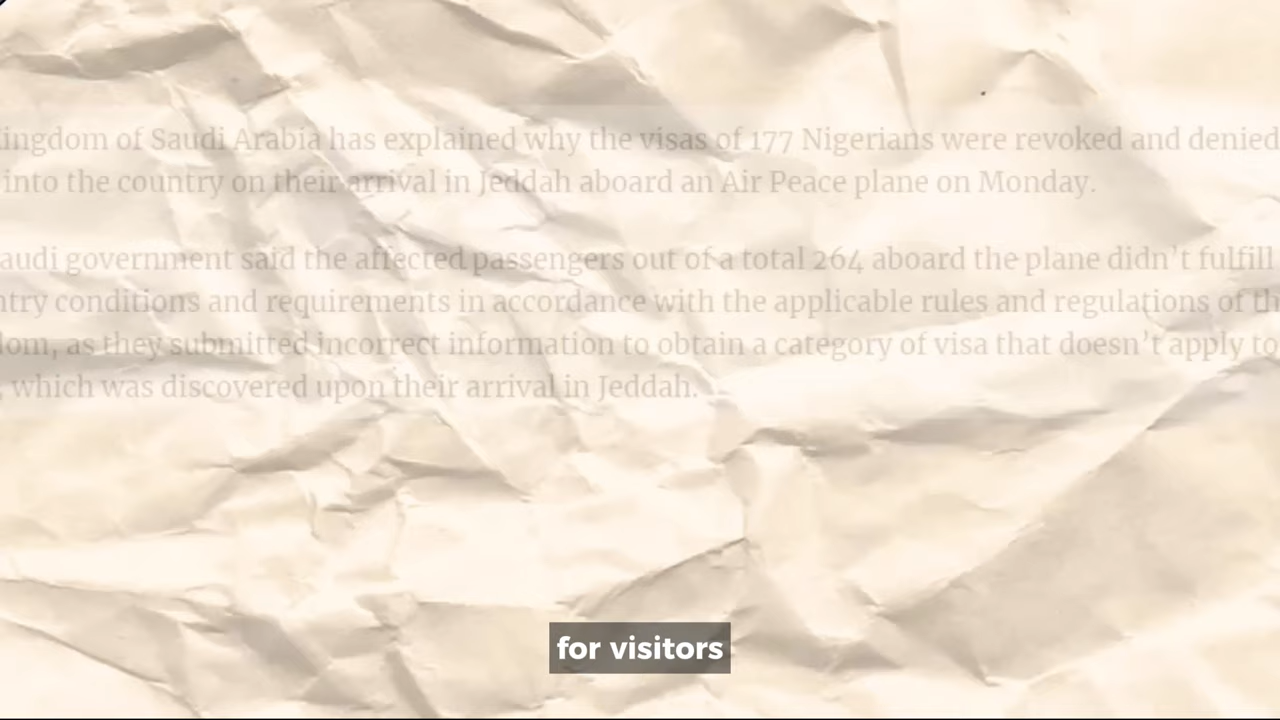 ingdom of Saudi Arabia has explained why the visas of 177 Nigerians were revoked and denied
into the country on their arrival in Jeddah aboard an Air Peace plane on Monday.
audi government said the affected passengers out of a total 264 aboard the plane didn't fulfill
ntry conditions and requirements in accordance with the applicable rules and regulations of th
dom, as they submitted incorrect information to obtain a category of visa that doesn't apply to
, which was discovered upon their arrival in Jeddah.
for visitors